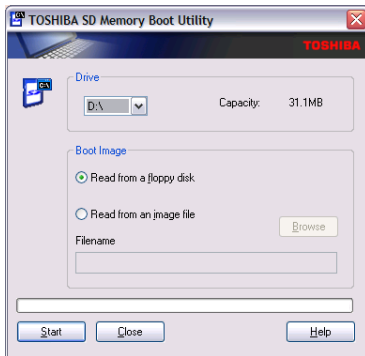 TOSHIBA SD Memory Boot Utility
TOSHIBA
C:\
Drive
D:\ Capacity: 31.1MB
Boot Image
Read from a floppy disk
Read from an image file
Browse
Filename
Start Close Help